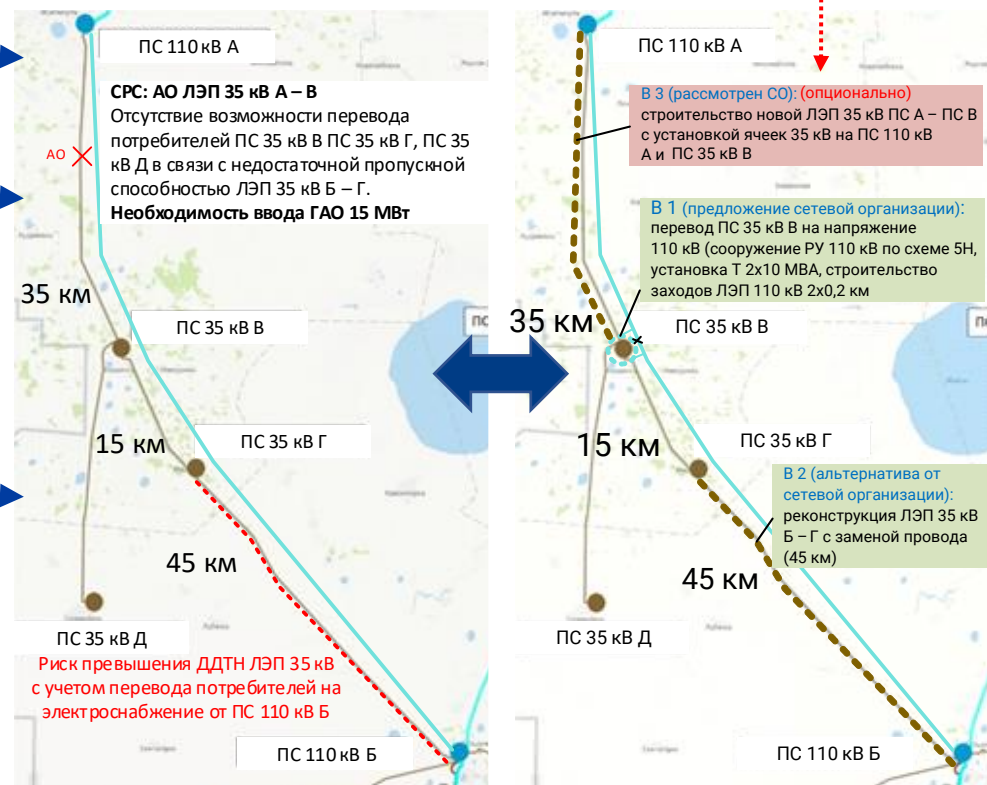 ПС 110 кВ А
СРС: АО ЛЭП 35 кВ А – В
Отсутствие возможности перевода
потребителей ПС 35 кВ В ПС 35 кВ Г, ПС 35
кВ Д в связи с недостаточной пропускной
способностью ЛЭП 35 кВ Б – Г.
Необходимость ввода ГАО 15 МВт
АО
35 км
ПС 35 кВ В
15 км
ПС 35 кВ Г
45 км
ПС 35 кВ Д
Риск превышения ДДТН ЛЭП 35 кВ
с учетом перевода потребителей на
электроснабжение от ПС 110 кВ Б
ПС 110 кВ Б
ПС 110 кВ А
В 3 (рассмотрен СО): (опционально)
строительство новой ЛЭП 35 кВ ПС А – ПС В
с установкой ячеек 35 кВ на ПС 110 кВ
А и ПС 35 кВ В
В 1 (предложение сетевой организации):
перевод ПС 35 кВ В на напряжение
110 кВ (сооружение РУ 110 кВ по схеме 5Н,
установка Т 2х10 МВА, строительство
заходов ЛЭП 110 кВ 2х0,2 км
35 км
ПС 35 кВ В
15 км
ПС 35 кВ Г
В 2 (альтернатива от
сетевой организации):
реконструкция ЛЭП 35 кВ
Б – Г с заменой провода
(45 км)
45 км
ПС 35 кВ Д
ПС 110 кВ Б